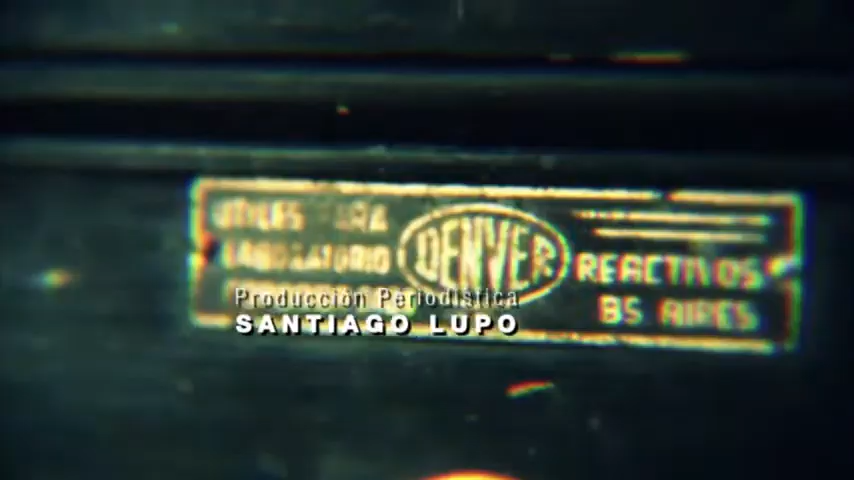 UTILES PARA
LABORATORIO
DENVER
REACTIVOS
BS AIRES
Producción Periodística
SANTIAGO LUPO